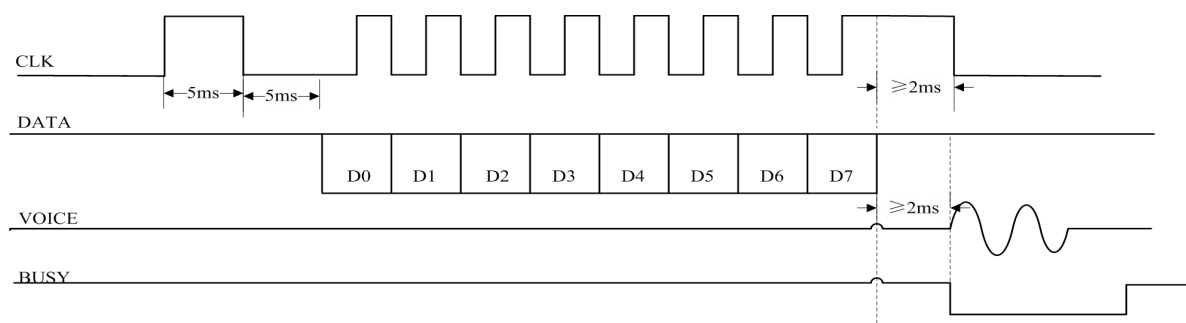 CLK
5ms
5ms
≥2ms
DATA
D0 D1 D2 D3 D4 D5 D6 D7
≥2ms
VOICE
BUSY